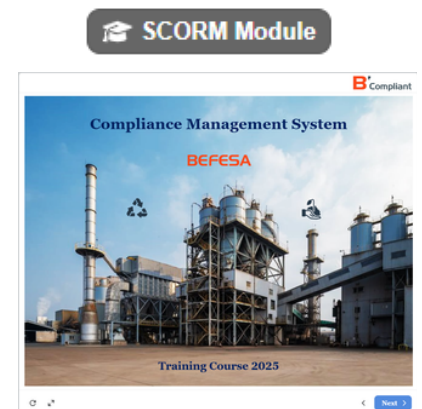 SCORM Module
B'Compliant
Compliance Management System
BEFESA
Training Course 2025
Next